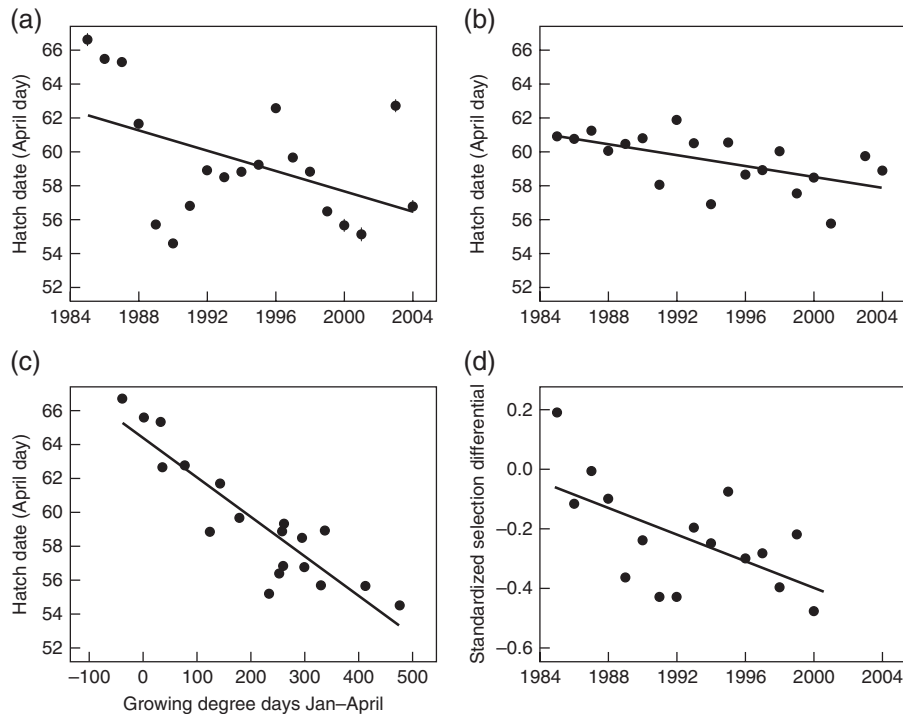 (a)
Hatch date (April day)
66
64
62
60
58
56
54
52
1984 1988 1992 1996 2000 2004
(b)
Hatch date (April day)
66
64
62
60
58
56
54
52
1984 1988 1992 1996 2000 2004
(c)
Hatch date (April day)
66
64
62
60
58
56
54
52
−100 0 100 200 300 400 500
Growing degree days Jan–April
(d)
Standardized selection differential
0.2
0.0
−0.2
−0.4
−0.6
1984 1988 1992 1996 2000 2004